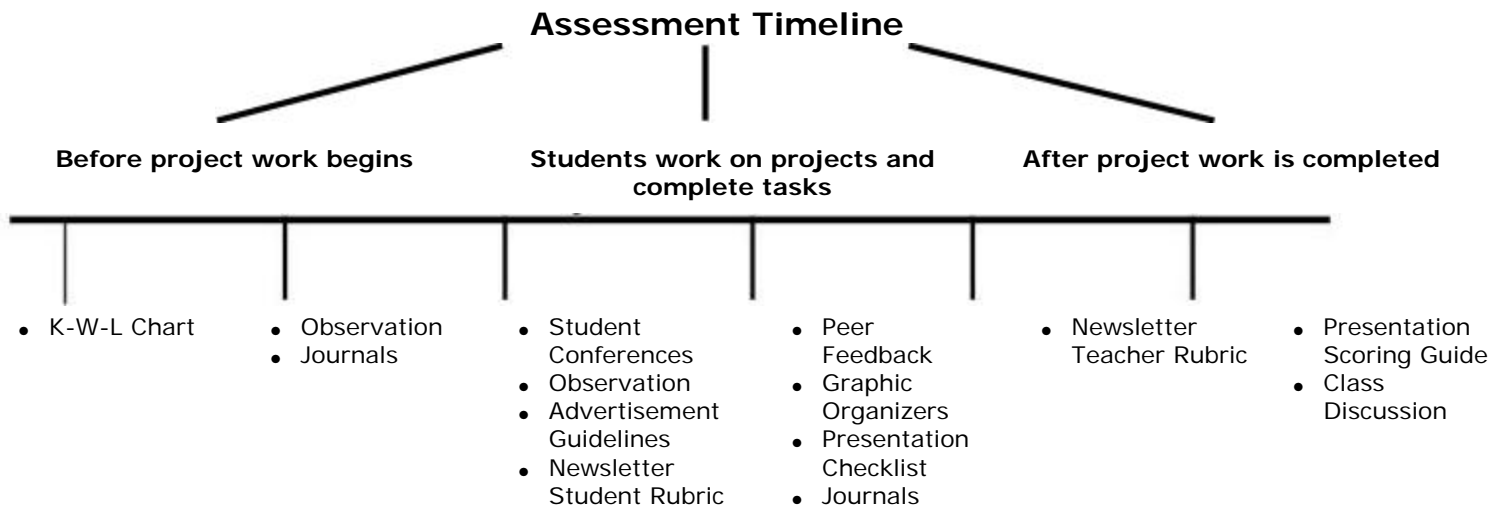 Assessment Timeline
Before project work begins
Students work on projects and
complete tasks
After project work is completed
• K-W-L Chart
• Observation
• Journals
• Student
Conferences
• Observation
• Advertisement
Guidelines
• Newsletter
Student Rubric
• Peer
Feedback
• Graphic
Organizers
• Presentation
Checklist
• Journals
• Newsletter
Teacher Rubric
• Presentation
Scoring Guide
• Class
Discussion